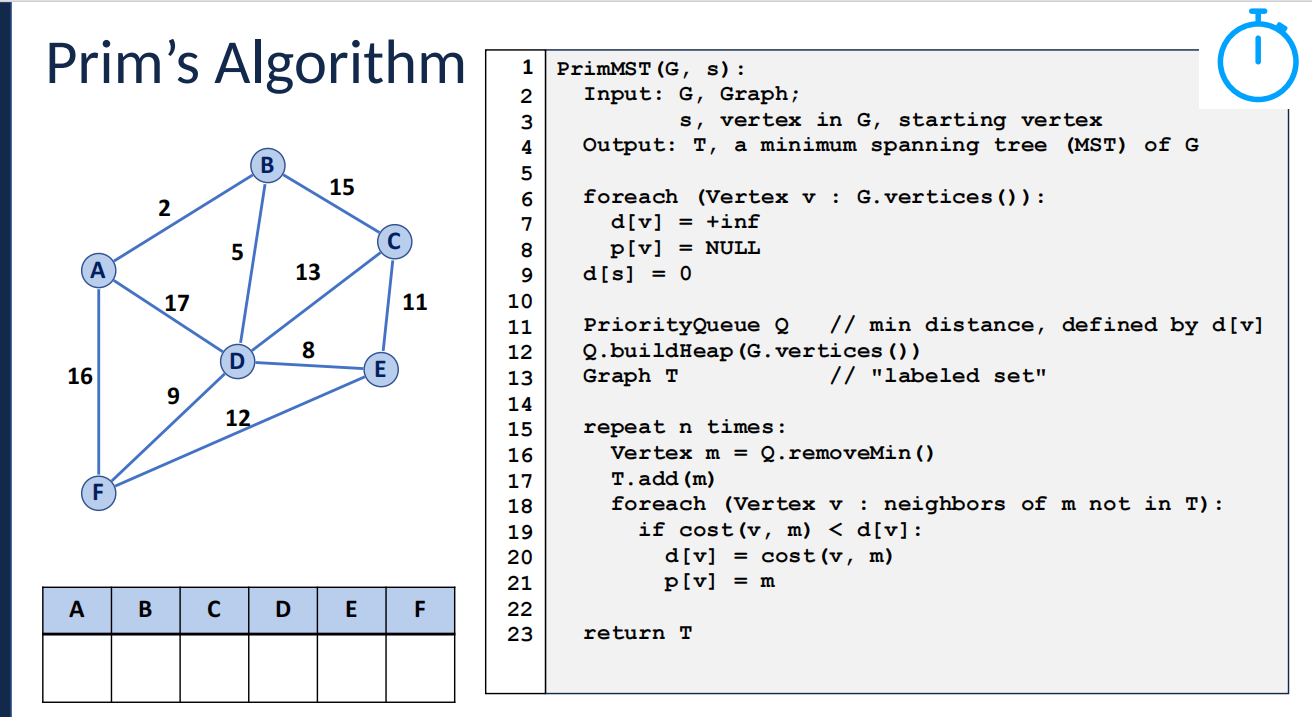 Prim's Algorithm
B
15
2
C
5
13
A
17
11
8
D
E
16
9
12
F
A B C D E F
1 PrimMST(G, s):
2 Input: G, Graph;
3 s, vertex in G, starting vertex
4 Output: T, a minimum spanning tree (MST) of G
5
6 foreach (Vertex v : G.vertices()):
7 d[v] = +inf
8 p[v] = NULL
9 d[s] = 0
10
11 PriorityQueue Q // min distance, defined by d[v]
12 Q.buildHeap(G.vertices())
13 Graph T // "labeled set"
14
15 repeat n times:
16 Vertex m = Q.removeMin()
17 T.add(m)
18 foreach (Vertex v : neighbors of m not in T):
19 if cost(v, m) < d[v]:
20 d[v] = cost(v, m)
21 p[v] = m
22
23 return T